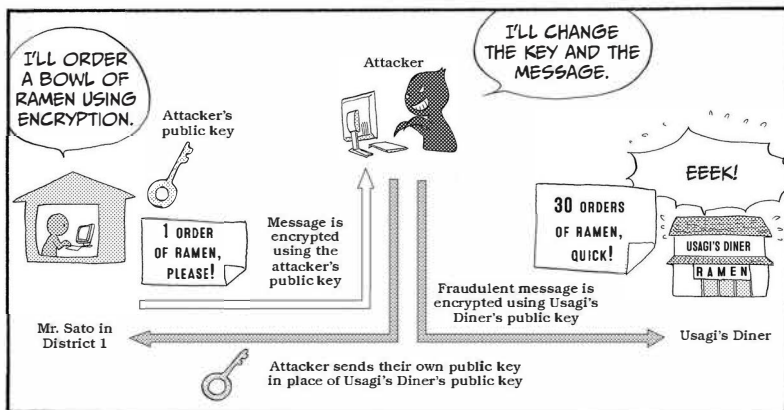 I'LL ORDER
A BOWL OF
RAMEN USING
ENCRYPTION.
Attacker's
public key
Attacker
I'LL CHANGE
THE KEY AND THE
MESSAGE.
1 ORDER
OF RAMEN,
PLEASE!
Message is
encrypted
using the
attacker's
public key
30 ORDERS
OF RAMEN,
QUICK!
EEEK!
USAGI'S DINER
RAMEN
Fraudulent message is
encrypted using Usagi's
Diner's public key
Mr. Sato in
District 1
Usagi's Diner
Attacker sends their own public key
in place of Usagi's Diner's public key